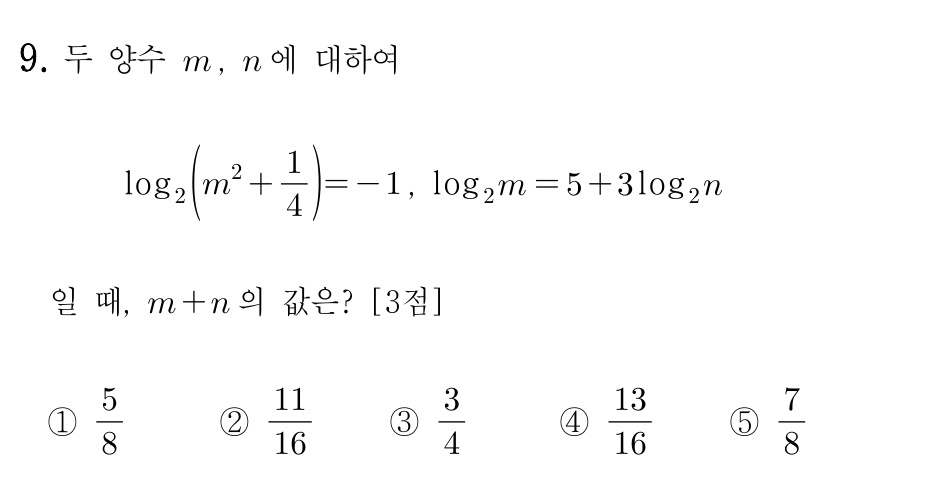 9. 두 양수 m, n에 대하여
log₂(m² + 1/4) = -1, log₂m = 5 + 3log₂n
일 때, m+n의 값은? [3점]
① 5/8 ② 11/16 ③ 3/4 ④ 13/16 ⑤ 7/8